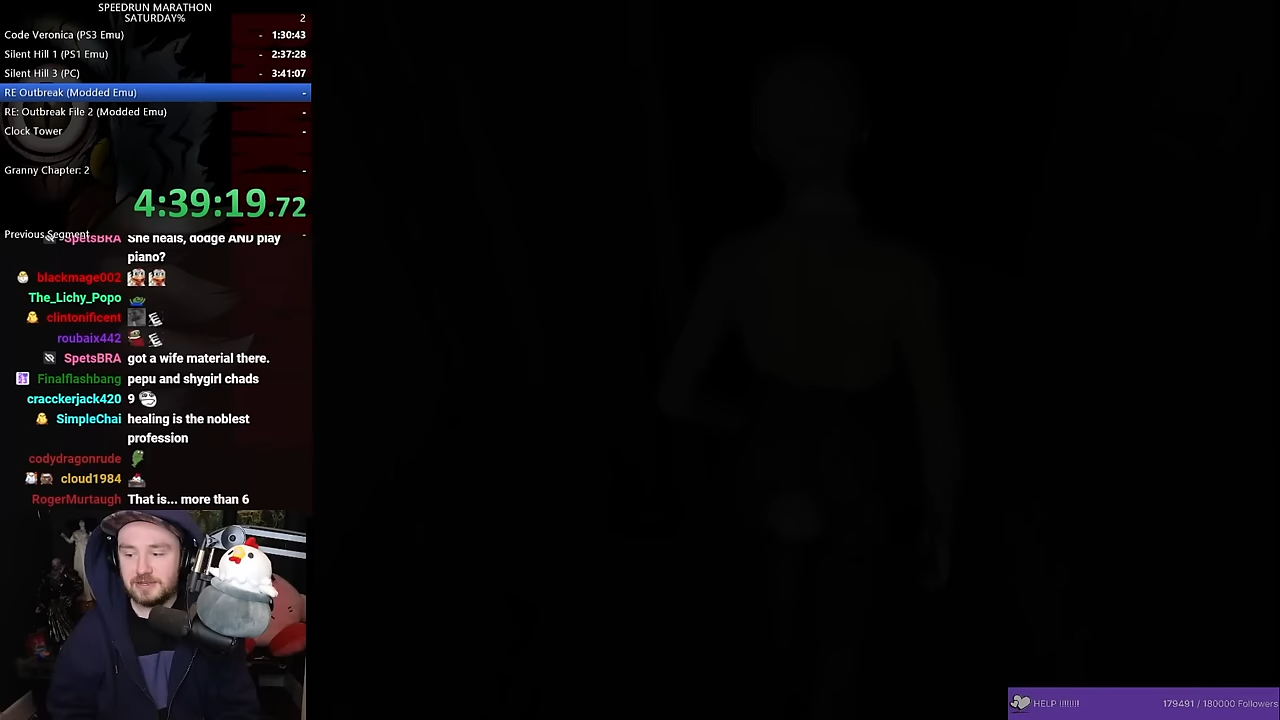 SPEEDRUN MARATHON
SATURDAY%
2
Code Veronica (PS3 Emu) - 1:30:43
Silent Hill 1 (PS1 Emu) - 2:37:28
Silent Hill 3 (PC) - 3:41:07
RE Outbreak (Modded Emu) -
RE: Outbreak File 2 (Modded Emu) -
Clock Tower -
Granny Chapter: 2 -
4:39:19.72
Previous Segment -
SpetsBRA She heals, dodge AND play
piano?
blackmage002
The_Lichy_Popo
clintonificent
roubaix442
SpetsBRA got a wife material there.
Finalflashbang pepu and shygirl chads
cracckerjack420 9
SimpleChai healing is the noblest
profession
codydragonrude
cloud1984
RogerMurtaugh That is... more than 6
HELP !!!!!!! 179491 / 180000 Followers